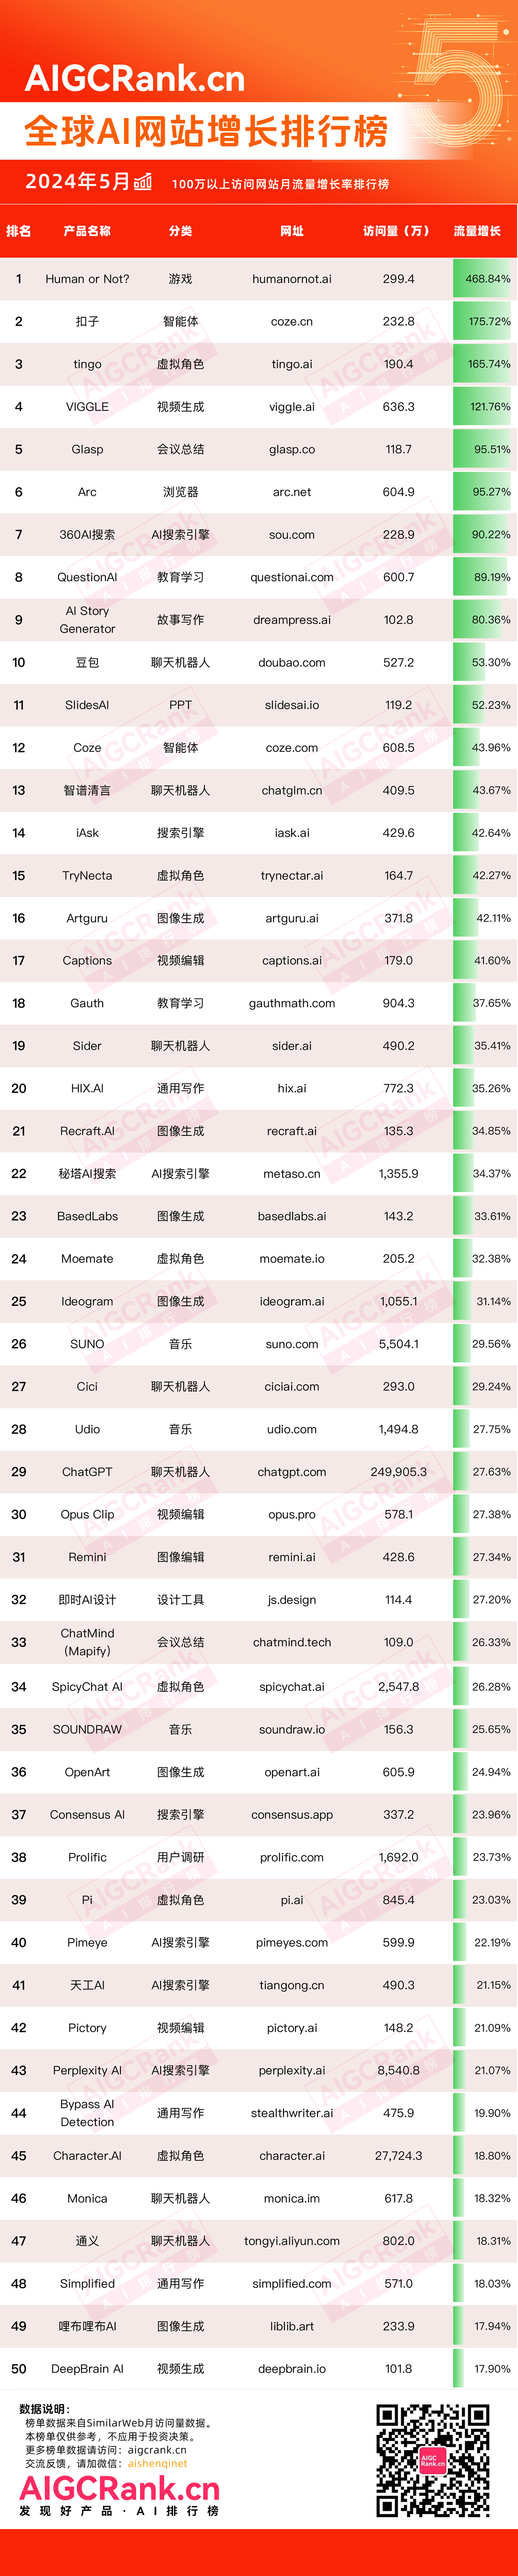 AIGCRank.cn
全球AI网站增长排行榜
2024年5月 100万以上访问网站月流量增长率排行榜
排名 产品名称 分类 网址 访问量（万） 流量增长
1 Human or Not? 游戏 humanornot.ai 299.4 468.84%
2 扣子 智能体 coze.cn 232.8 175.72%
3 tingo 虚拟角色 tingo.ai 190.4 165.74%
4 VIGGLE 视频生成 viggle.ai 636.3 121.76%
5 Glasp 会议总结 glasp.co 118.7 95.51%
6 Arc 浏览器 arc.net 604.9 95.27%
7 360AI搜索 AI搜索引擎 sou.com 228.9 90.22%
8 QuestionAI 教育学习 questionai.com 600.7 89.19%
9 AI Story Generator 故事写作 dreampress.ai 102.8 80.36%
10 豆包 聊天机器人 doubao.com 527.2 53.30%
11 SlidesAI PPT slidesai.io 119.2 52.23%
12 Coze 智能体 coze.com 608.5 43.96%
13 智谱清言 聊天机器人 chatglm.cn 409.5 43.67%
14 iAsk 搜索引擎 iask.ai 429.6 42.64%
15 TryNecta 虚拟角色 trynectar.ai 164.7 42.27%
16 Artguru 图像生成 artguru.ai 371.8 42.11%
17 Captions 视频编辑 captions.ai 179.0 41.60%
18 Gauth 教育学习 gauthmath.com 904.3 37.65%
19 Sider 聊天机器人 sider.ai 490.2 35.41%
20 HIX.AI 通用写作 hix.ai 772.3 35.26%
21 Recraft.AI 图像生成 recraft.ai 135.3 34.85%
22 秘塔AI搜索 AI搜索引擎 metaso.cn 1,355.9 34.37%
23 BasedLabs 图像生成 basedlabs.ai 143.2 33.61%
24 Moemate 虚拟角色 moemate.io 205.2 32.38%
25 Ideogram 图像生成 ideogram.ai 1,055.1 31.14%
26 SUNO 音乐 suno.com 5,504.1 29.56%
27 Cici 聊天机器人 ciciai.com 293.0 29.24%
28 Udio 音乐 udio.com 1,494.8 27.75%
29 ChatGPT 聊天机器人 chatgpt.com 249,905.3 27.63%
30 Opus Clip 视频编辑 opus.pro 578.1 27.38%
31 Remini 图像编辑 remini.ai 428.6 27.34%
32 即时AI设计 设计工具 js.design 114.4 27.20%
33 ChatMind （Mapify） 会议总结 chatmind.tech 109.0 26.33%
34 SpicyChat AI 虚拟角色 spicychat.ai 2,547.8 26.28%
35 SOUNDRAW 音乐 soundraw.io 156.3 25.65%
36 OpenArt 图像生成 openart.ai 605.9 24.94%
37 Consensus AI 搜索引擎 consensus.app 337.2 23.96%
38 Prolific 用户调研 prolific.com 1,692.0 23.73%
39 Pi 虚拟角色 pi.ai 845.4 23.03%
40 Pimeye AI搜索引擎 pimeyes.com 599.9 22.19%
41 天工AI AI搜索引擎 tiangong.cn 490.3 21.15%
42 Pictory 视频编辑 pictory.ai 148.2 21.09%
43 Perplexity AI AI搜索引擎 perplexity.ai 8,540.8 21.07%
44 Bypass AI Detection 通用写作 stealthwriter.ai 475.9 19.90%
45 Character.AI 虚拟角色 character.ai 27,724.3 18.80%
46 Monica 聊天机器人 monica.im 617.8 18.32%
47 通义 聊天机器人 tongyi.aliyun.com 802.0 18.31%
48 Simplified 通用写作 simplified.com 571.0 18.03%
49 哩布哩布AI 图像生成 liblib.art 233.9 17.94%
50 DeepBrain AI 视频生成 deepbrain.io 101.8 17.90%
数据说明：
榜单数据来自SimilarWeb月访问量数据。
本榜单仅供参考，不应用于投资决策。
更多榜单数据请访问：aigcrank.cn
交流反馈，请加微信：aishenqinet
AIGCRank.cn
发现好产品·AI排行榜
AIGC
Rank.cn